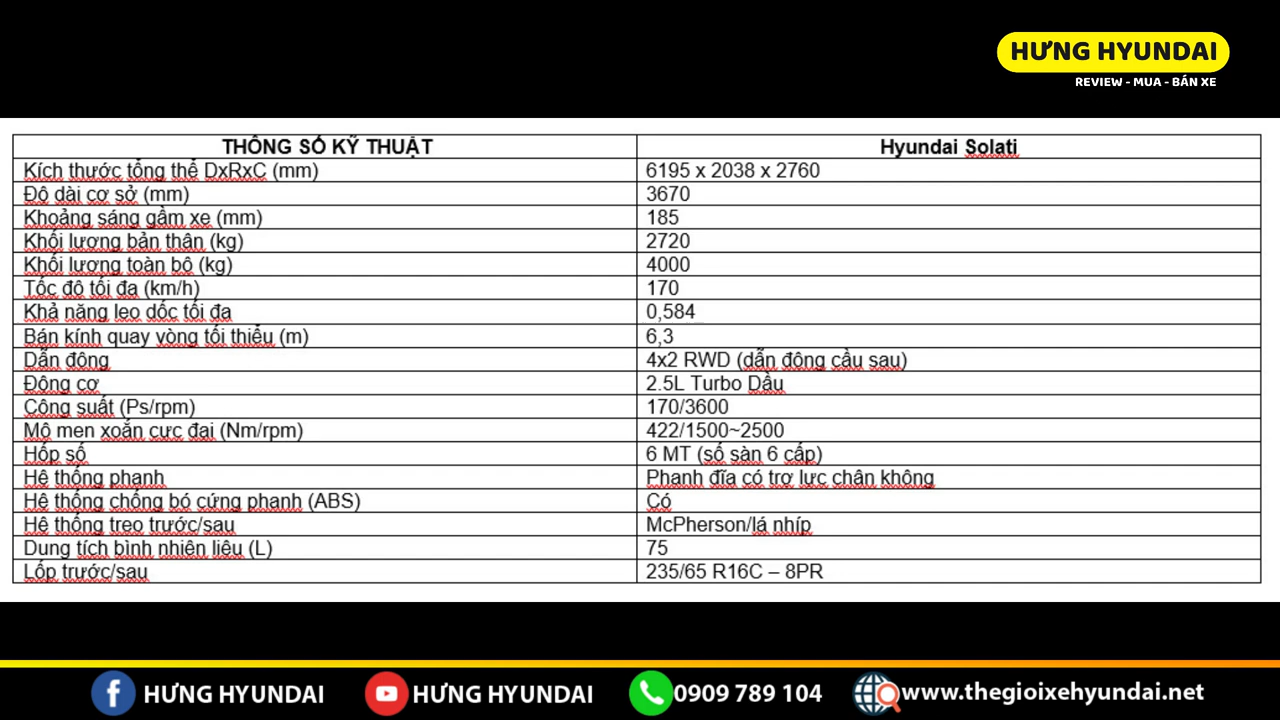 HƯNG HYUNDAI
REVIEW - MUA - BÁN XE
THÔNG SỐ KỸ THUẬT Hyundai Solati
Kích thước tổng thể DxRxC (mm) 6195 x 2038 x 2760
Độ dài cơ sở (mm) 3670
Khoảng sáng gầm xe (mm) 185
Khối lượng bản thân (kg) 2720
Khối lượng toàn bộ (kg) 4000
Tốc độ tối đa (km/h) 170
Khả năng leo dốc tối đa 0,584
Bán kính quay vòng tối thiểu (m) 6,3
Dẫn động 4x2 RWD (dẫn động cầu sau)
Động cơ 2.5L Turbo Dầu
Công suất (Ps/rpm) 170/3600
Mô men xoắn cực đại (Nm/rpm) 422/1500~2500
Hộp số 6 MT (số sàn 6 cấp)
Hệ thống phanh Phanh đĩa có trợ lực chân không
Hệ thống chống bó cứng phanh (ABS) Có
Hệ thống treo trước/sau McPherson/lá nhíp
Dung tích bình nhiên liệu (L) 75
Lốp trước/sau 235/65 R16C – 8PR
HƯNG HYUNDAI HƯNG HYUNDAI 0909 789 104 www.thegioixehyundai.net